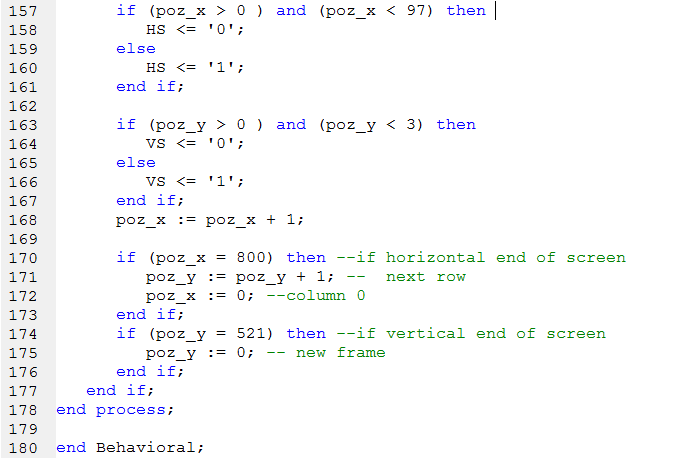 157 if (poz_x > 0 ) and (poz_x < 97) then
158 HS <= '0';
159 else
160 HS <= '1';
161 end if;
162
163 if (poz_y > 0 ) and (poz_y < 3) then
164 VS <= '0';
165 else
166 VS <= '1';
167 end if;
168 poz_x := poz_x + 1;
169
170 if (poz_x = 800) then --if horizontal end of screen
171 poz_y := poz_y + 1; -- next row
172 poz_x := 0; --column 0
173 end if;
174 if (poz_y = 521) then --if vertical end of screen
175 poz_y := 0; -- new frame
176 end if;
177 end if;
178 end process;
179
180 end Behavioral;